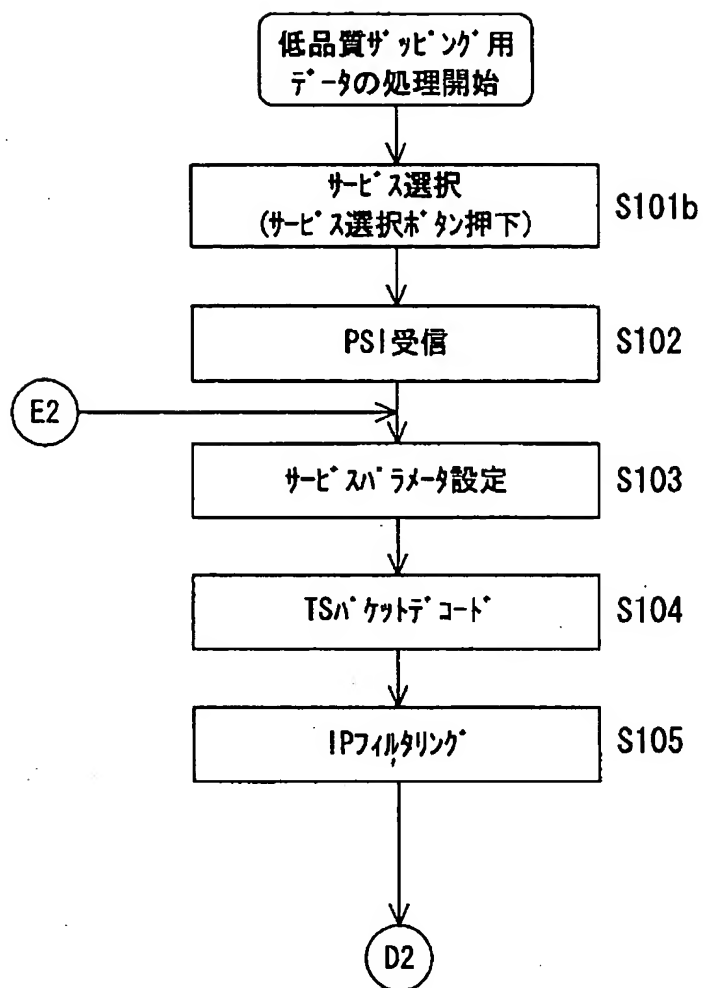 低品質ｻﾞｯﾋﾟﾝｸﾞ用
ﾃﾞｰﾀの処理開始
ｻｰﾋﾞｽ選択
(ｻｰﾋﾞｽ選択ﾎﾞﾀﾝ押下)
S101b
PSI受信
S102
E2
ｻｰﾋﾞｽﾊﾟﾗﾒｰﾀ設定
S103
TSﾊﾟｹｯﾄﾃﾞｺｰﾄﾞ
S104
IPﾌｨﾙﾀﾘﾝｸﾞ
S105
D2